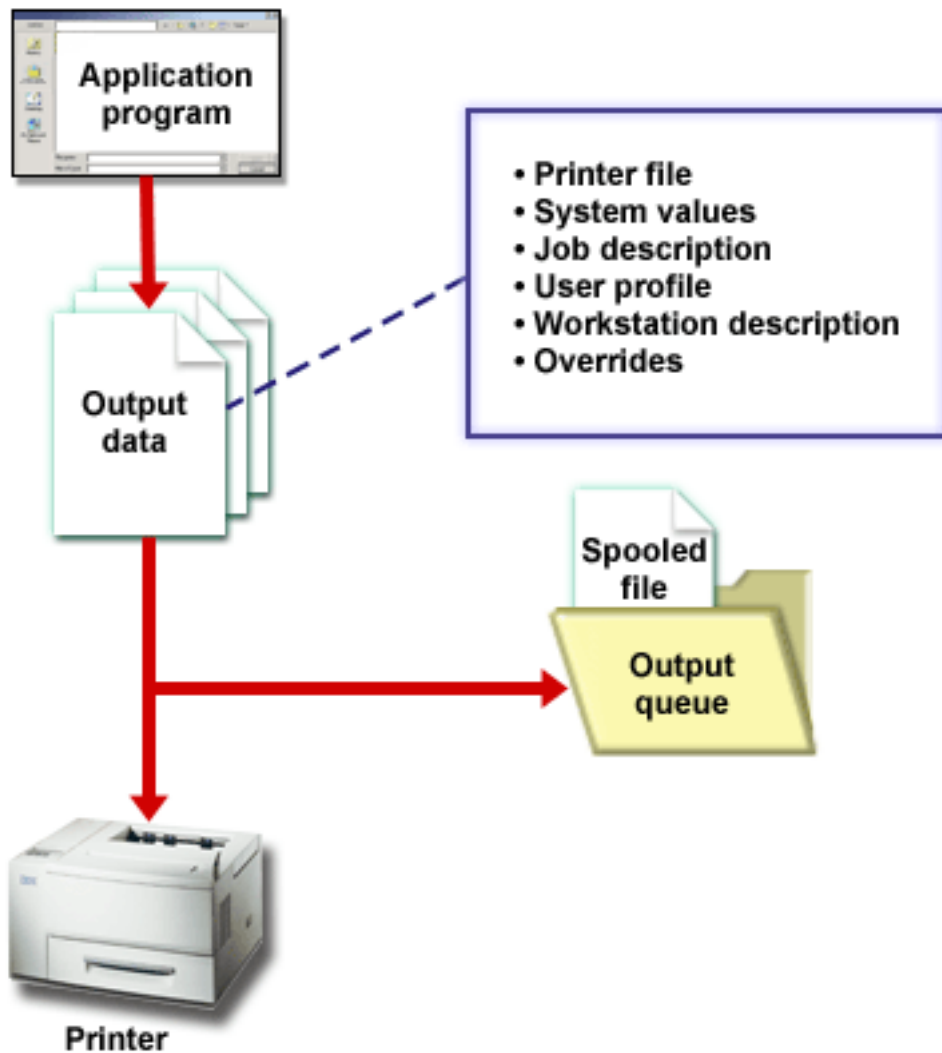 Application
program
• Printer file
• System values
• Job description
• User profile
• Workstation description
• Overrides
Output
data
Spooled
file
Output
queue
Printer